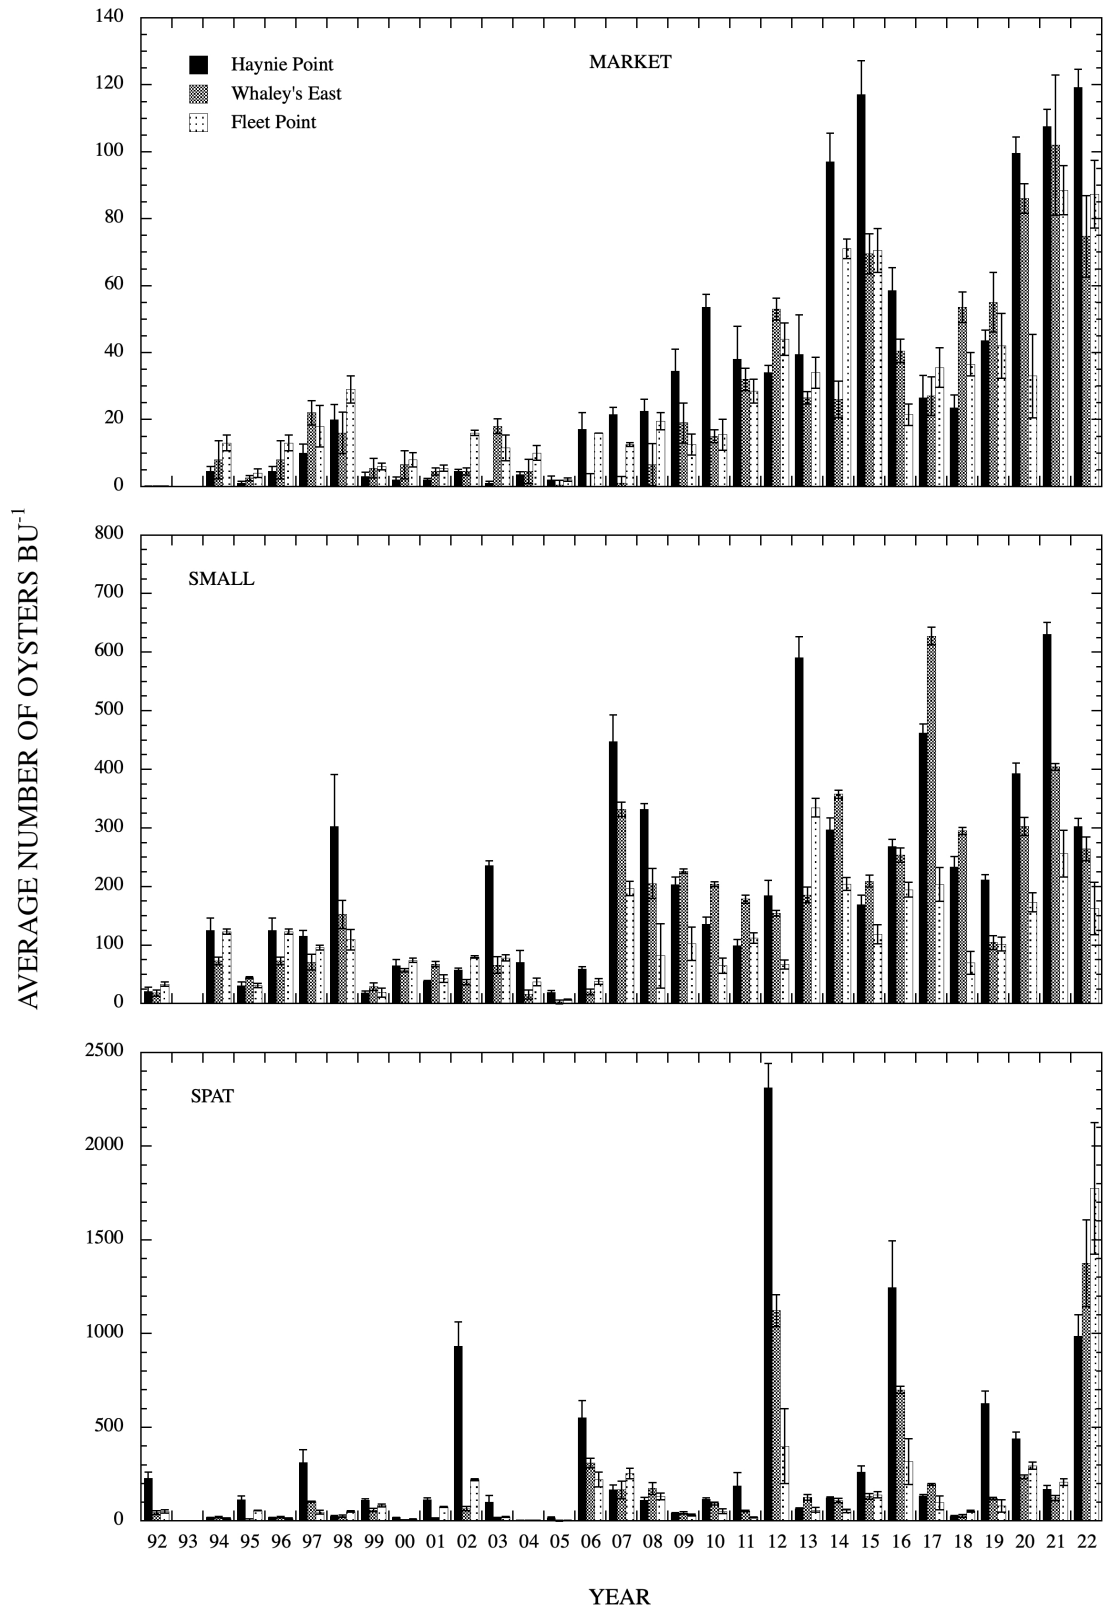 MARKET
Haynie Point
Whaley's East
Fleet Point
140
120
100
80
60
40
20
0
AVERAGE NUMBER OF OYSTERS BU-1
SMALL
800
700
600
500
400
300
200
100
0
SPAT
2500
2000
1500
1000
500
0
92 93 94 95 96 97 98 99 00 01 02 03 04 05 06 07 08 09 10 11 12 13 14 15 16 17 18 19 20 21 22
YEAR